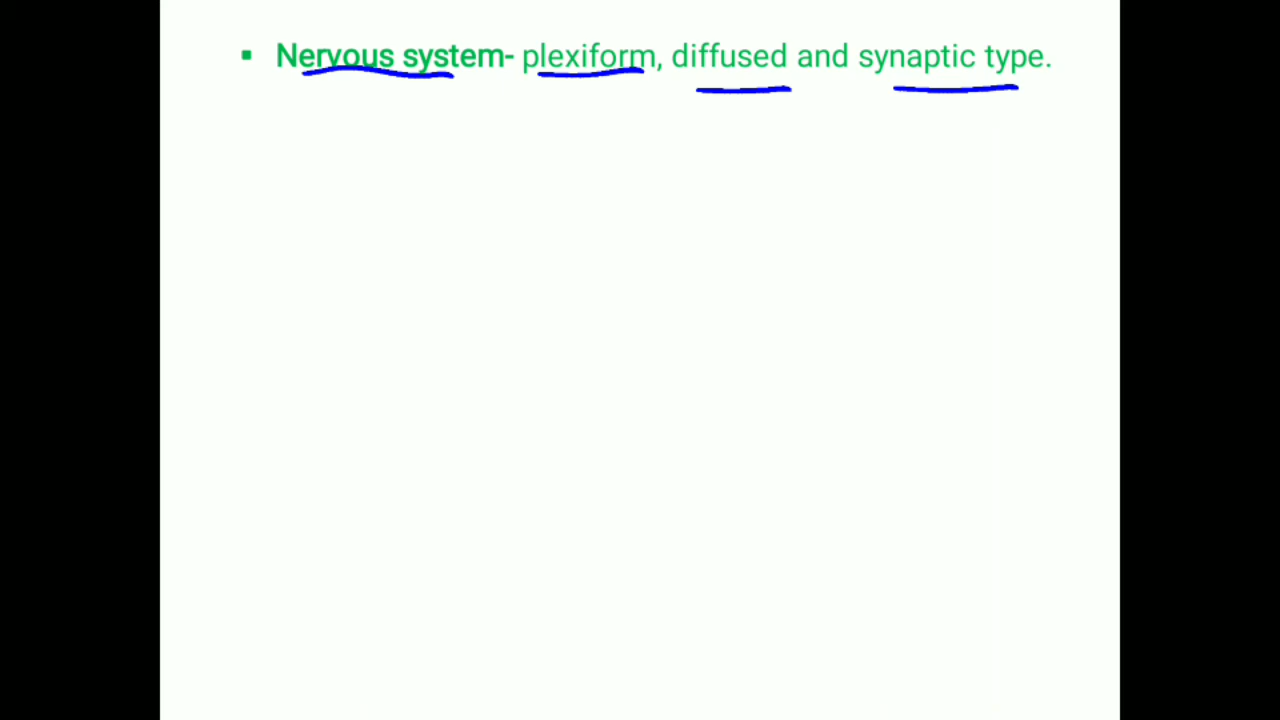 ▪ Nervous system- plexiform, diffused and synaptic type.